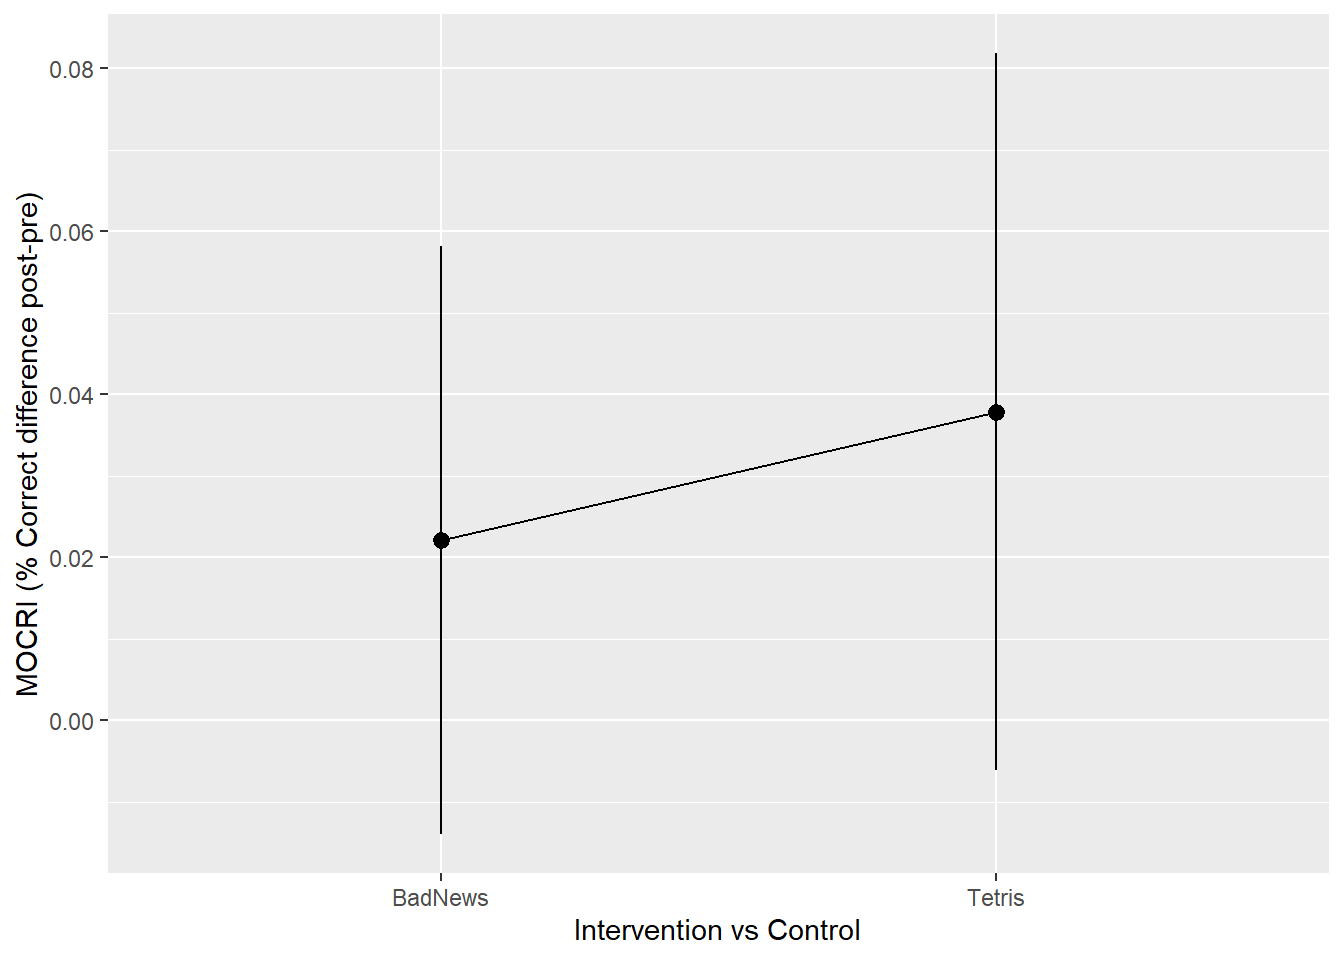 MOCRI (% Correct difference post-pre)
0.08
0.06
0.04
0.02
0.00
BadNews
Tetris
Intervention vs Control